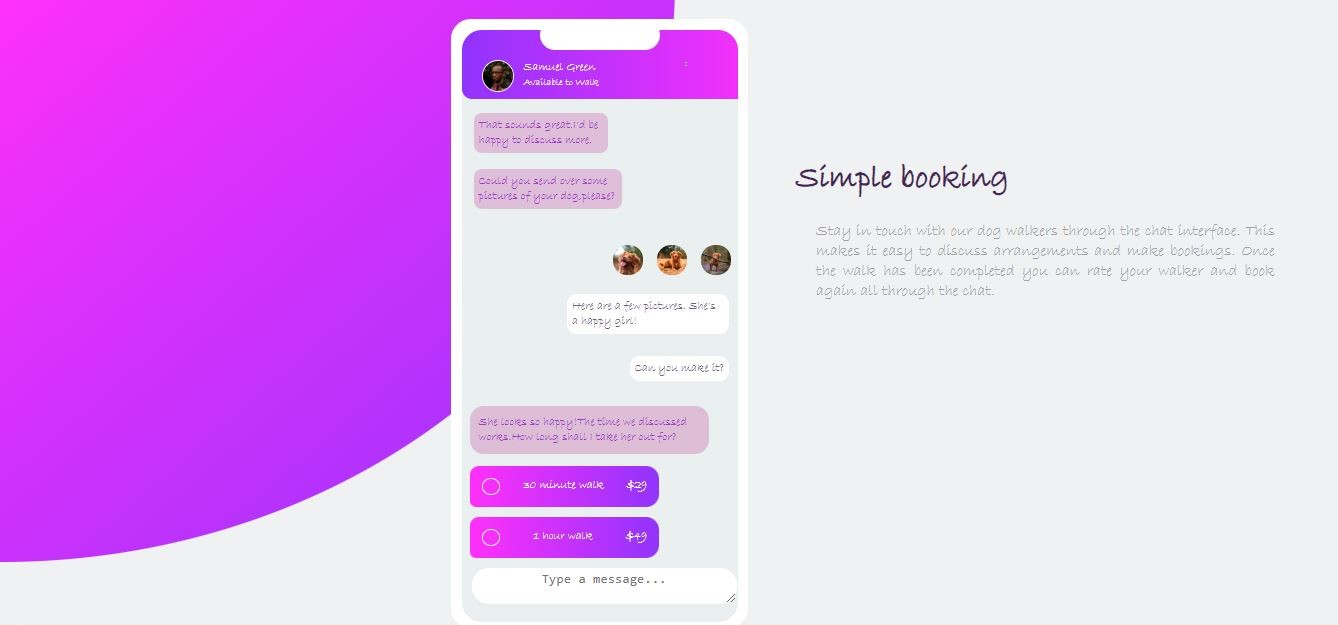 Samuel Green
Available to Walk
That sounds great.I'd be
happy to discuss more.
Could you send over some
pictures of your dog,please?
Here are a few pictures. She's
a happy girl!
Can you make it?
She looks so happy!The time we discussed
works.How long shall I take her out for?
30 minute walk $29
1 hour walk $49
Type a message...
Simple booking
Stay in touch with our dog walkers through the chat interface. This
makes it easy to discuss arrangements and make bookings. Once
the walk has been completed you can rate your walker and book
again all through the chat.